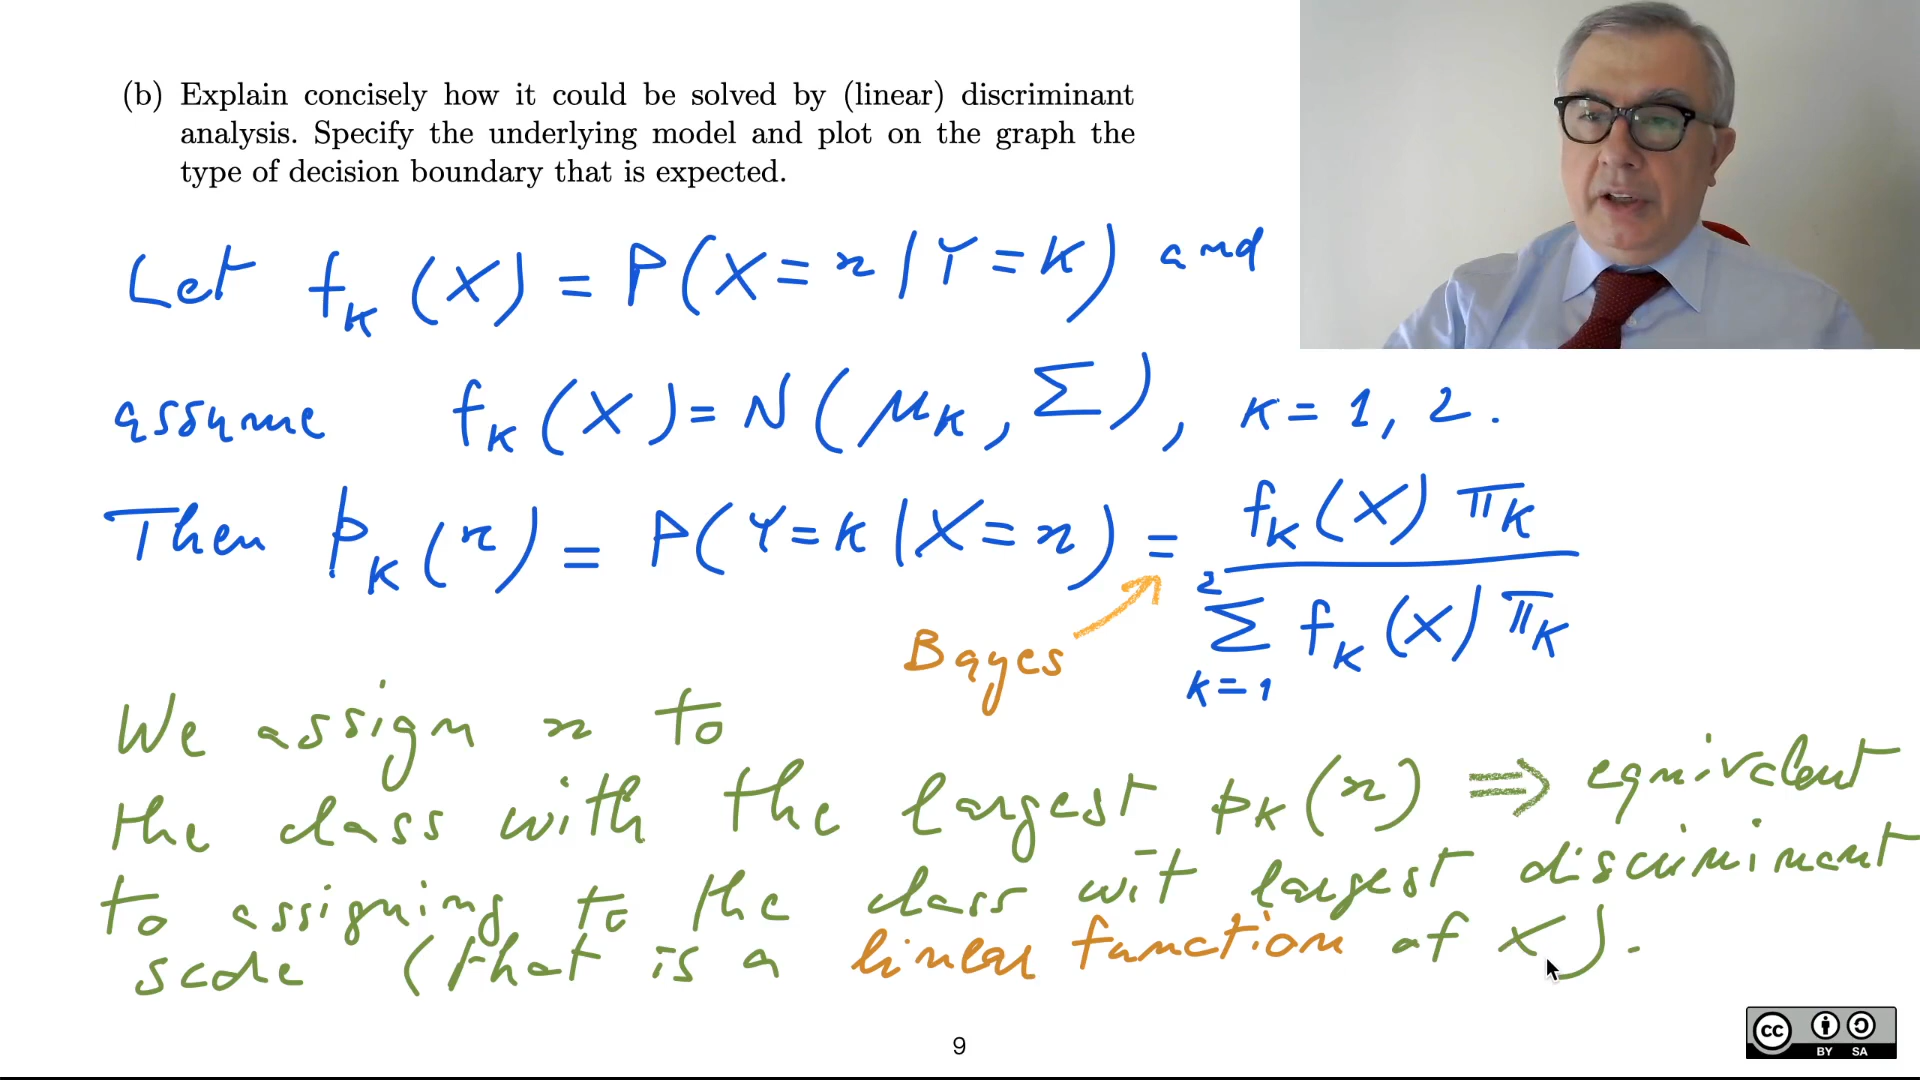 (b) Explain concisely how it could be solved by (linear) discriminant
analysis. Specify the underlying model and plot on the graph the
type of decision boundary that is expected.
Let f_K (X) = P(X = x | Y = K) and
assume f_K (X) = N(μ_K, Σ), K = 1, 2.
Then p_K(x) = P(Y=K | X=x) = f_K(X) π_K
2
Σ f_K (X) π_K
K=1
Bayes
We assign x to
the class with the largest p_K(x) ⇒ equivalent
to assigning to the class wit largest discriminant
score (that is a linear function of X).
9
cc BY SA